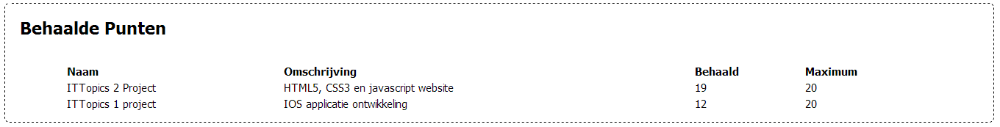 Behaalde Punten
Naam Omschrijving Behaald Maximum
ITTopics 2 Project HTML5, CSS3 en javascript website 19 20
ITTopics 1 project IOS applicatie ontwikkeling 12 20